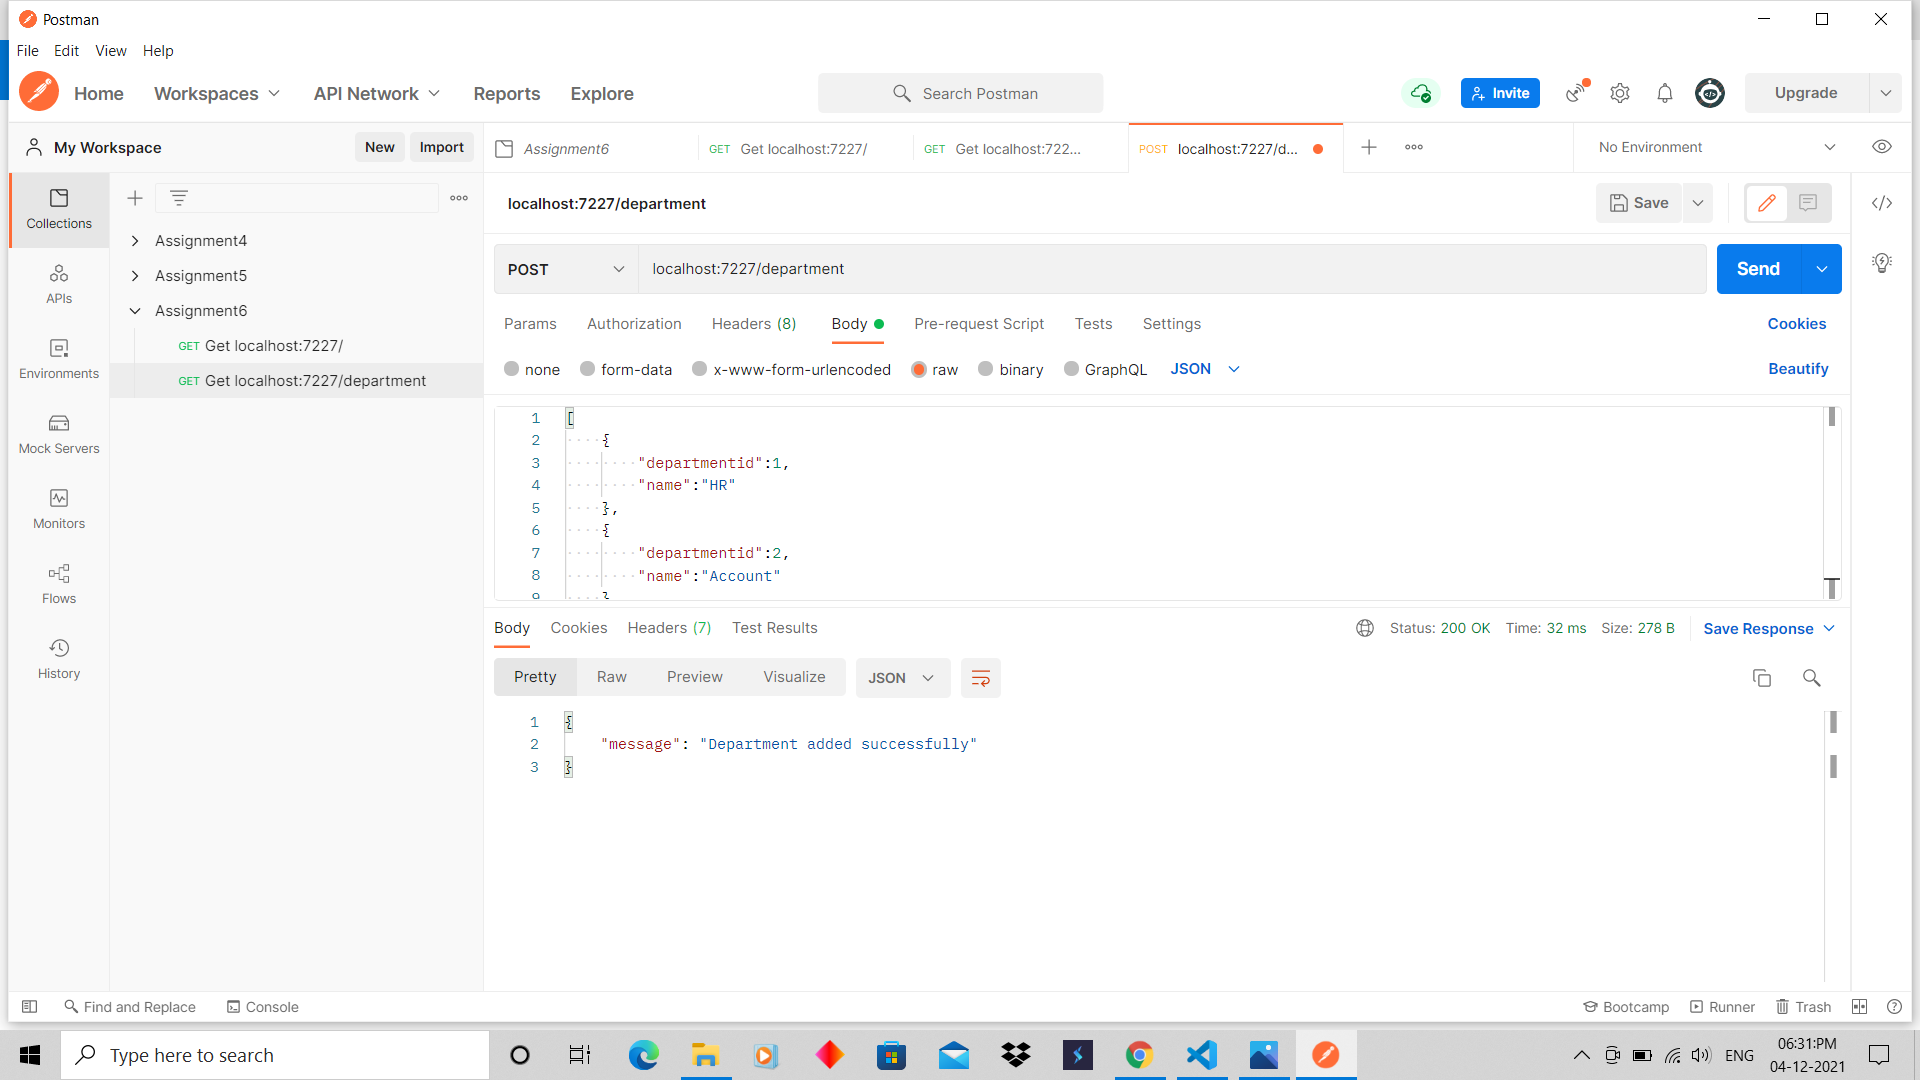 Postman
File Edit View Help
Home Workspaces API Network Reports Explore Search Postman Invite Upgrade
My Workspace New Import
Assignment6 GET Get localhost:7227/ GET Get localhost:722... POST localhost:7227/d... No Environment
Collections
APIs
Environments
Mock Servers
Monitors
Flows
History
Assignment4
Assignment5
Assignment6
GET Get localhost:7227/
GET Get localhost:7227/department
localhost:7227/department Save
POST localhost:7227/department Send
Params Authorization Headers (8) Body Pre-request Script Tests Settings Cookies
none form-data x-www-form-urlencoded raw binary GraphQL JSON Beautify
1 [
2 {
3 "departmentid":1,
4 "name":"HR"
5 },
6 {
7 "departmentid":2,
8 "name":"Account"
9 }
Body Cookies Headers (7) Test Results Status: 200 OK Time: 32 ms Size: 278 B Save Response
Pretty Raw Preview Visualize JSON
1 {
2 "message": "Department added successfully"
3 }
Find and Replace Console Bootcamp Runner Trash
Type here to search ENG 06:31:PM
04-12-2021